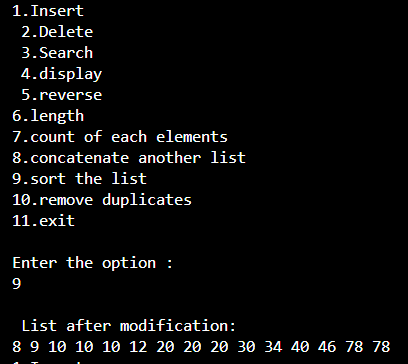 1.Insert
2.Delete
3.Search
4.display
5.reverse
6.length
7.count of each elements
8.concatenate another list
9.sort the list
10.remove duplicates
11.exit
Enter the option :
9
List after modification:
8 9 10 10 10 12 20 20 20 30 34 40 46 78 78